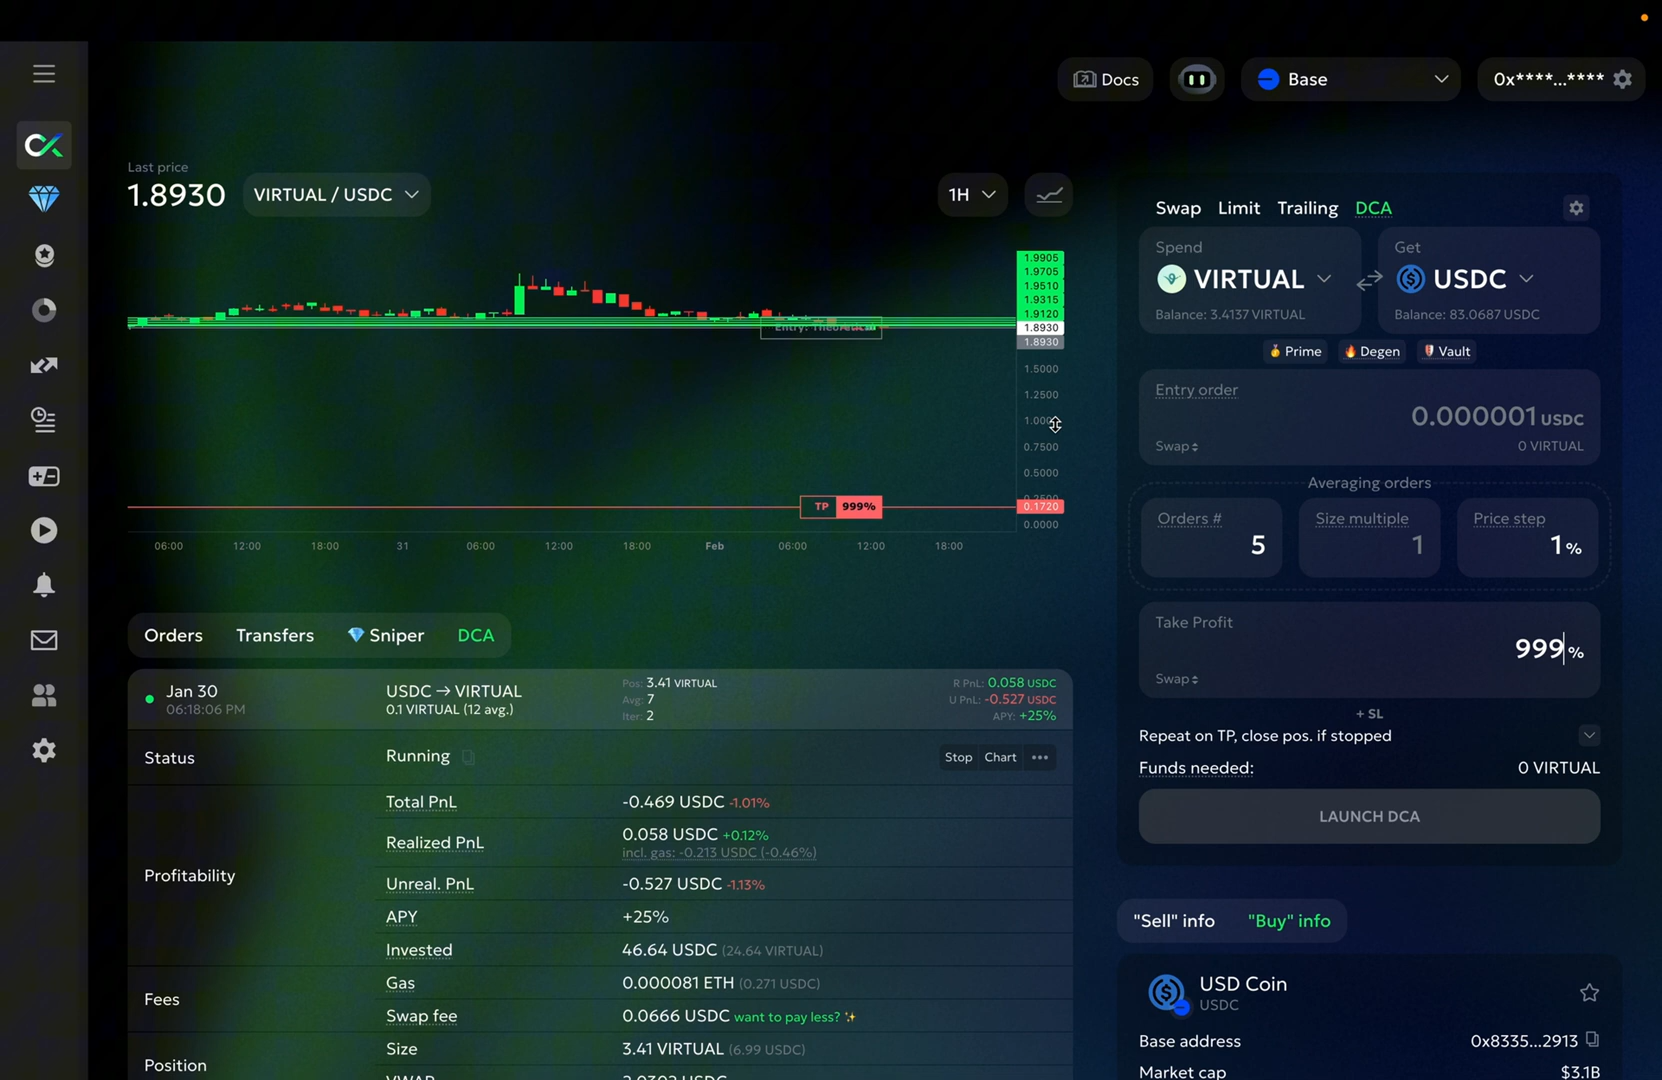 Docs
Base
0x****...****
Last price
1.8930
VIRTUAL / USDC
1H
1.9905
1.9705
1.9510
1.9315
1.9120
1.8930
1.8930
1.5000
1.2500
0.7500
0.5000
0.2500
0.1720
0.0000
TP 999%
06:00 12:00 18:00 31 06:00 12:00 18:00 Feb 06:00 12:00 18:00
Swap Limit Trailing DCA
Spend
VIRTUAL
Balance: 3.4137 VIRTUAL
Get
USDC
Balance: 83.0687 USDC
Prime
Degen
Vault
Entry order
0.000001 USDC
Swap
0 VIRTUAL
Averaging orders
Orders #
5
Size multiple
1
Price step
1 %
Take Profit
999 %
Swap
+ SL
Repeat on TP, close pos. if stopped
Funds needed: 0 VIRTUAL
LAUNCH DCA
Orders Transfers Sniper DCA
Jan 30
06:18:06 PM
USDC → VIRTUAL
0.1 VIRTUAL (12 avg.)
Pos: 3.41 VIRTUAL
Avg: 7
Iter: 2
R PnL: 0.058 USDC
U PnL: -0.527 USDC
APY: +25%
Status
Running
Stop Chart
Profitability
Total PnL -0.469 USDC -1.01%
Realized PnL 0.058 USDC +0.12%
incl. gas: -0.213 USDC (-0.46%)
Unreal. PnL -0.527 USDC -1.13%
APY +25%
Invested 46.64 USDC (24.64 VIRTUAL)
Fees
Gas 0.000081 ETH (0.271 USDC)
Swap fee 0.0666 USDC want to pay less?
Position
Size 3.41 VIRTUAL (6.99 USDC)
"Sell" info "Buy" info
USD Coin
USDC
Base address 0x8335...2913
Market cap $3.1B